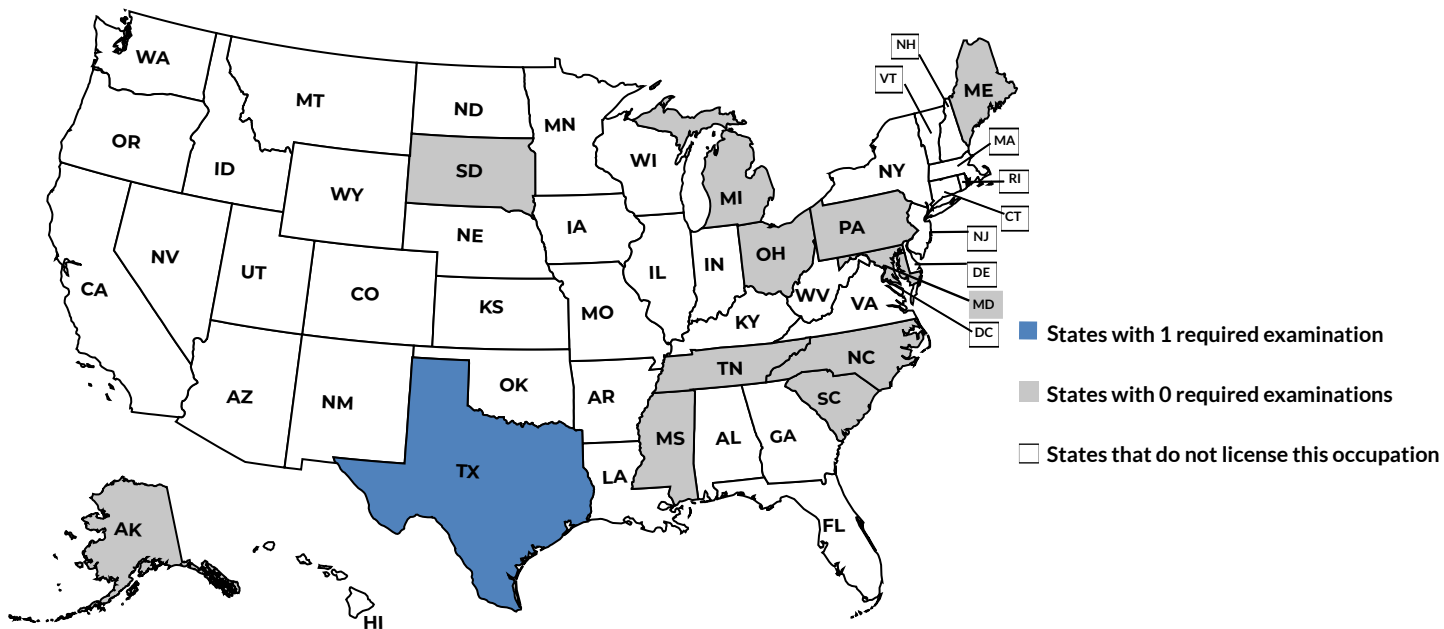 NH
VT
ME
WA
MT
ND
MN
OR
ID
SD
WI
MI
NY
MA
RI
CT
WY
IA
NE
PA
NJ
NV
UT
CO
IL
IN
OH
DE
CA
KS
MO
WV
VA
MD
KY
DC
States with 1 required examination
AZ
NM
OK
AR
TN
NC
States with 0 required examinations
SC
MS
AL
GA
States that do not license this occupation
TX
LA
AK
FL
HI